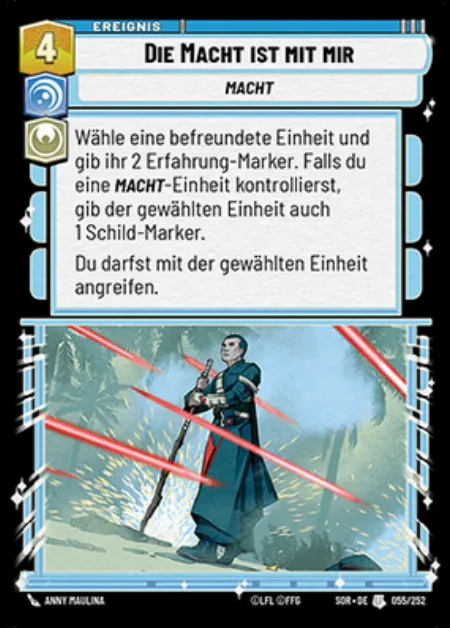 EREIGNIS
4
DIE MACHT IST MIT MIR
MACHT
Wähle eine befreundete Einheit und
gib ihr 2 Erfahrung-Marker. Falls du
eine MACHT-Einheit kontrollierst,
gib der gewählten Einheit auch
1 Schild-Marker.
Du darfst mit der gewählten Einheit
angreifen.
ANNY MAULINA
©LFL ©FFG
SOR • DE
055/252